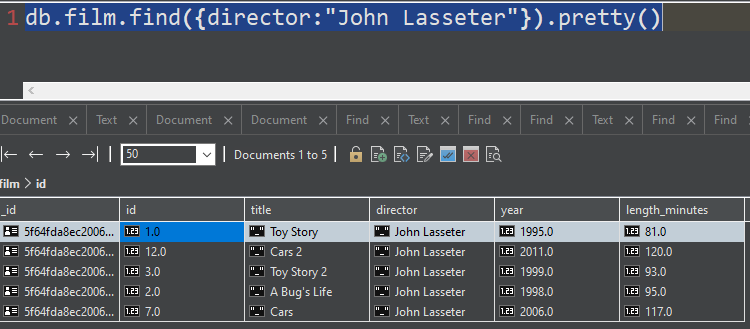 1 db.film.find({director:"John Lasseter"}).pretty()
Document × Text × Document × Document × Find × Text × Find × Find × Text × Find × Find
50 Documents 1 to 5
film > id
_id id title director year length_minutes
5f64fda8ec2006... 1.0 Toy Story John Lasseter 1995.0 81.0
5f64fda8ec2006... 12.0 Cars 2 John Lasseter 2011.0 120.0
5f64fda8ec2006... 3.0 Toy Story 2 John Lasseter 1999.0 93.0
5f64fda8ec2006... 2.0 A Bug's Life John Lasseter 1998.0 95.0
5f64fda8ec2006... 7.0 Cars John Lasseter 2006.0 117.0